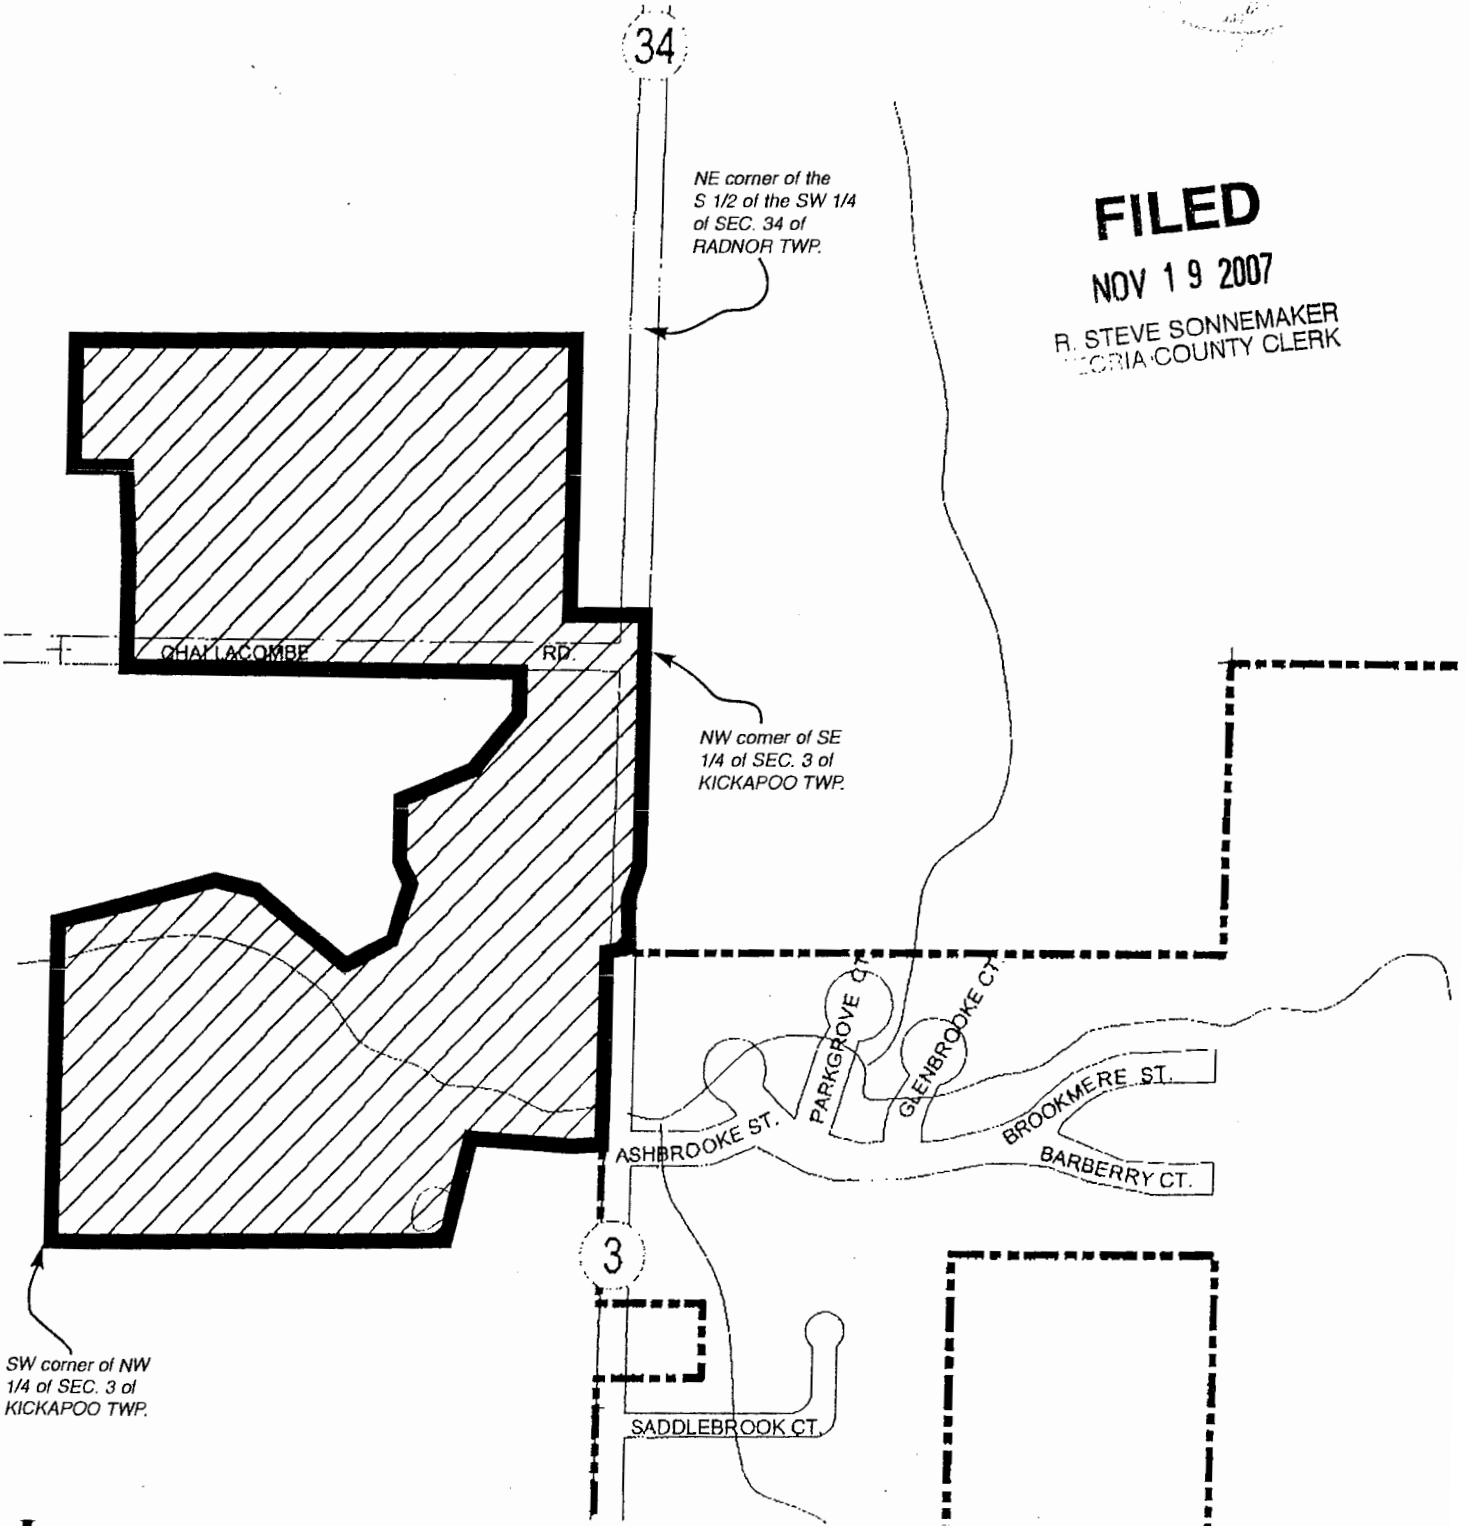 34
NE corner of the
S 1/2 of the SW 1/4
of SEC. 34 of
RADNOR TWP.
FILED
NOV 19 2007
R. STEVE SONNEMAKER
COUNTY CLERK
CHALLACOMBE RD.
NW corner of SE
1/4 of SEC. 3 of
KICKAPOO TWP.
PARKGROVE CT.
GLENBROOKE CT.
BROOKMERE ST.
ASHBROOKE ST.
BARBERRY CT.
3
SW corner of NW
1/4 of SEC. 3 of
KICKAPOO TWP.
SADDLEBROOK CT.